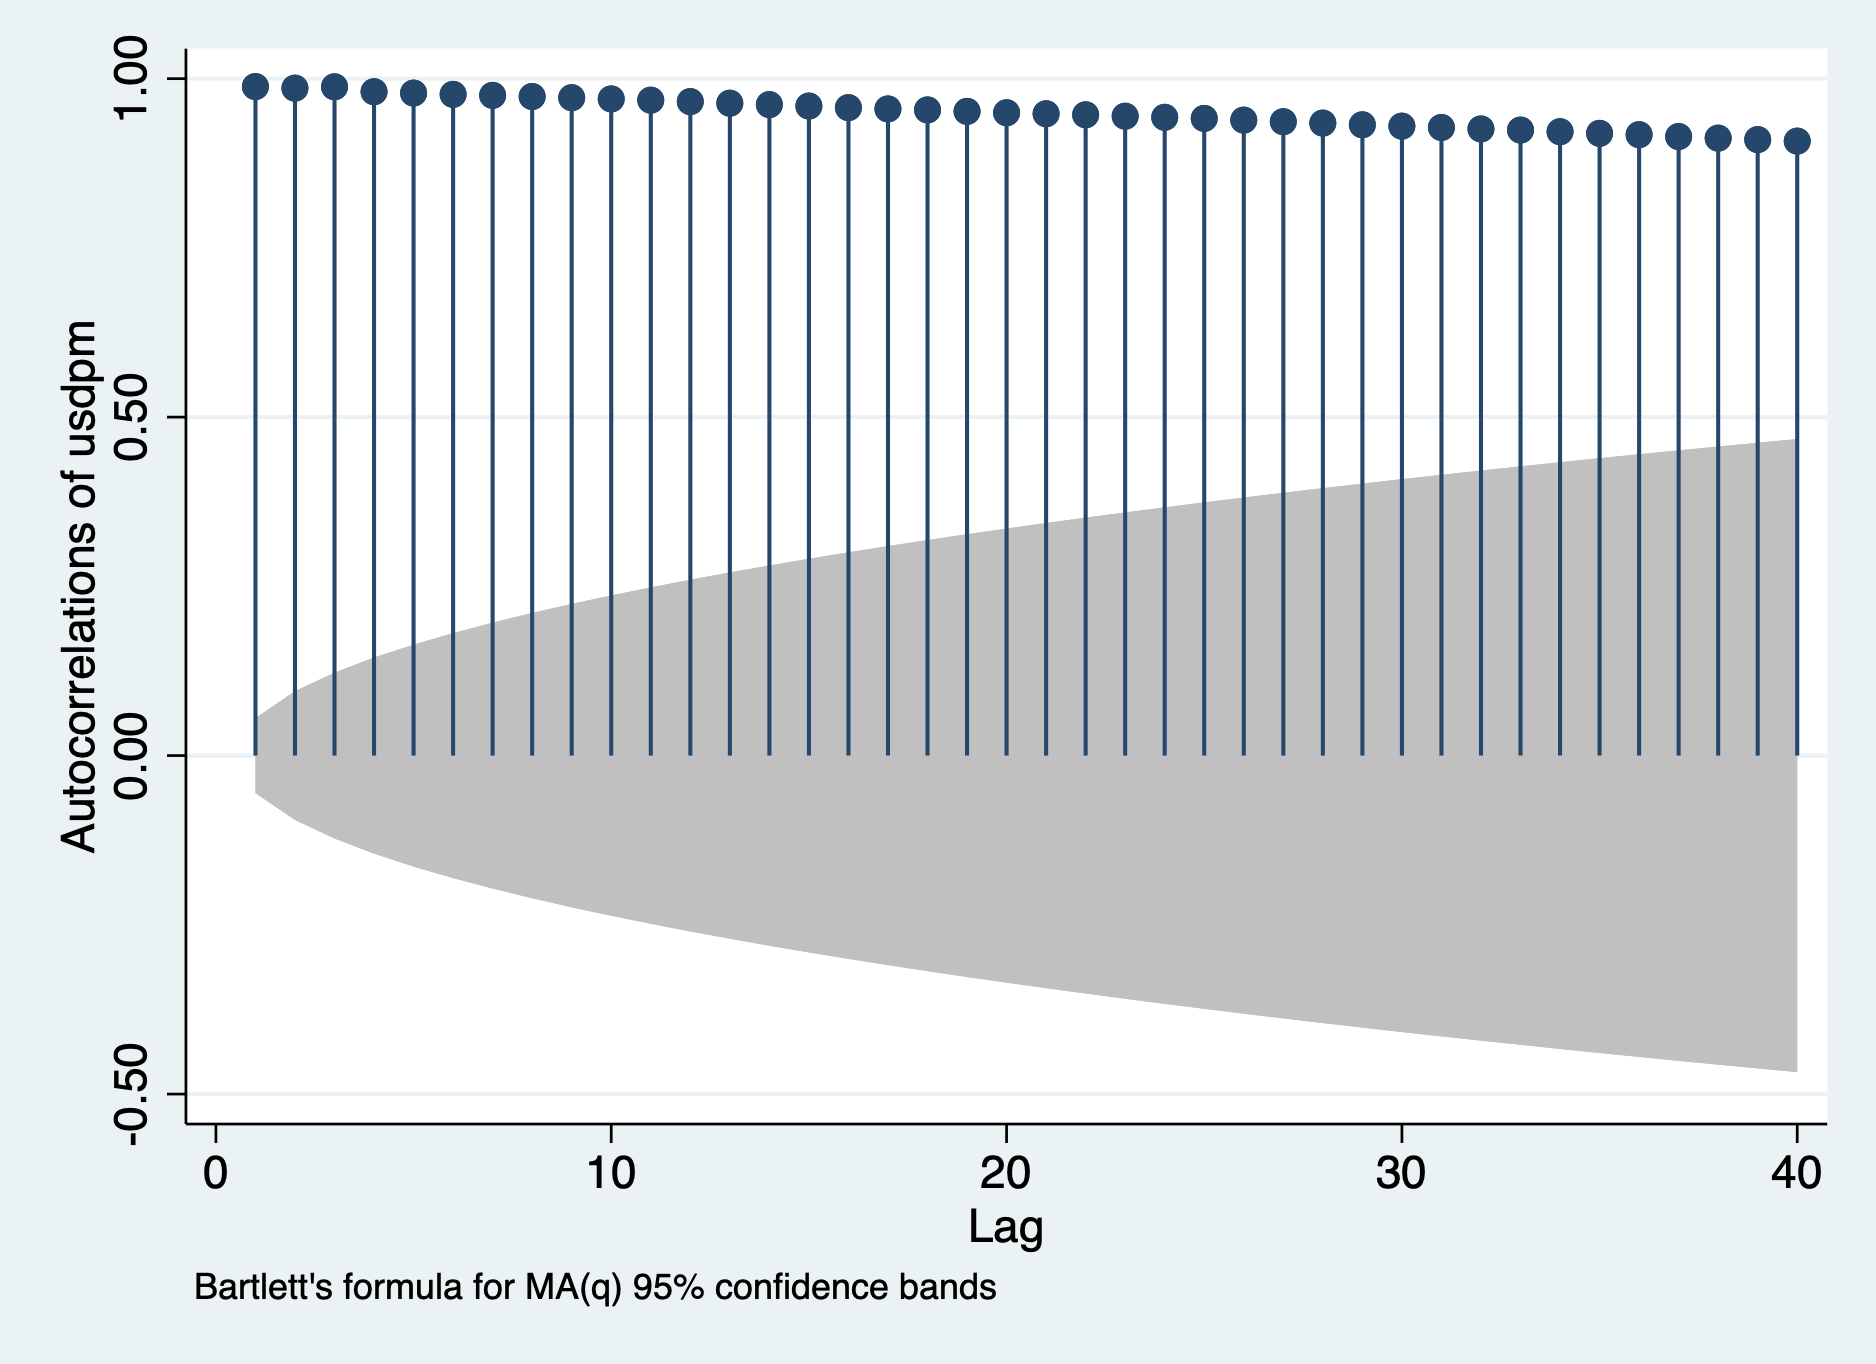 Autocorrelations of usdpm
1.00
0.50
0.00
-0.50
0 10 20 30 40
Lag
Bartlett's formula for MA(q) 95% confidence bands